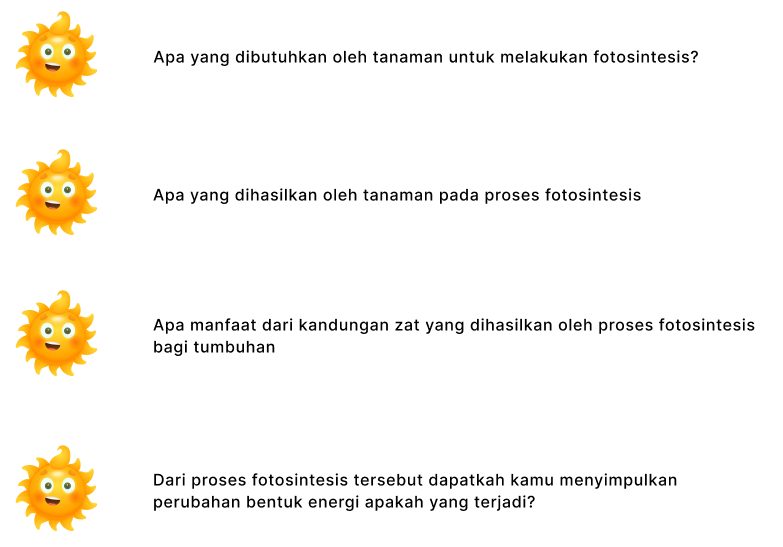 Apa yang dibutuhkan oleh tanaman untuk melakukan fotosintesis?
Apa yang dihasilkan oleh tanaman pada proses fotosintesis
Apa manfaat dari kandungan zat yang dihasilkan oleh proses fotosintesis
bagi tumbuhan
Dari proses fotosintesis tersebut dapatkah kamu menyimpulkan
perubahan bentuk energi apakah yang terjadi?